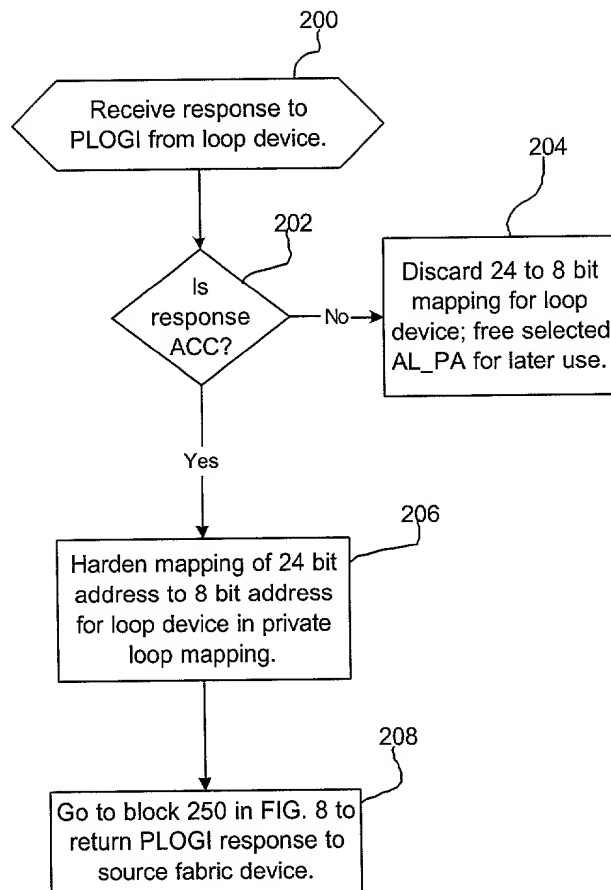 200
Receive response to
PLOGI from loop device.
202
204
Is
response
ACC?
No
Discard 24 to 8 bit
mapping for loop
device; free selected
AL_PA for later use.
Yes
206
Harden mapping of 24 bit
address to 8 bit address
for loop device in private
loop mapping.
208
Go to block 250 in FIG. 8 to
return PLOGI response to
source fabric device.